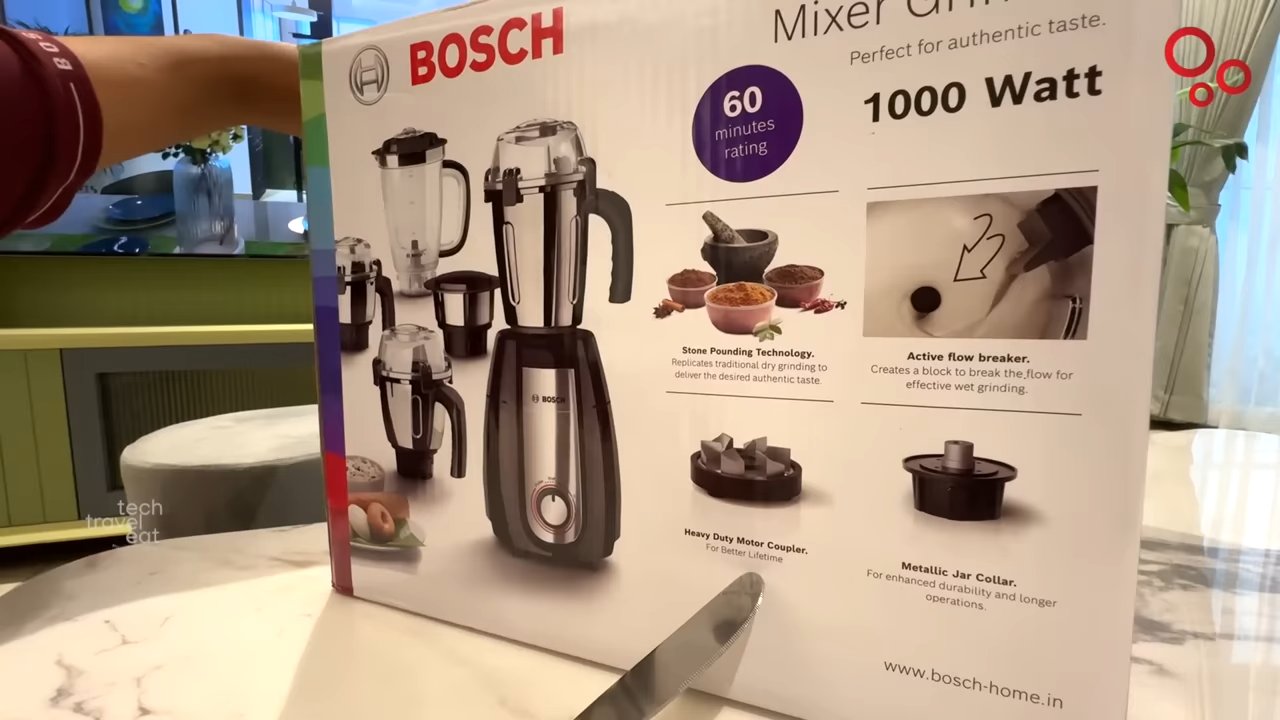 BOSCH
Mixer
Perfect for authentic taste.
1000 Watt
60
minutes
rating
Stone Pounding Technology.
Replicates traditional dry grinding to
deliver the desired authentic taste.
Active flow breaker.
Creates a block to break the flow for
effective wet grinding.
BOSCH
Heavy Duty Motor Coupler.
For Better Lifetime
Metallic Jar Collar.
For enhanced durability and longer
operations.
www.bosch-home.in
BOS
tech
travel
eat